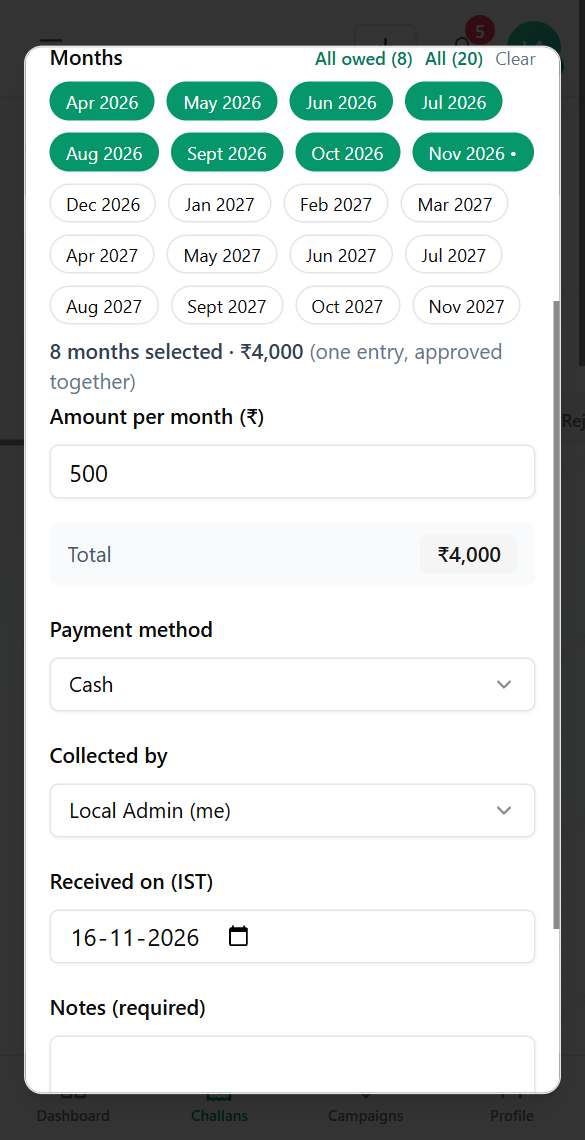 5
Months All owed (8) All (20) Clear
Apr 2026 May 2026 Jun 2026 Jul 2026
Aug 2026 Sept 2026 Oct 2026 Nov 2026 •
Dec 2026 Jan 2027 Feb 2027 Mar 2027
Apr 2027 May 2027 Jun 2027 Jul 2027
Aug 2027 Sept 2027 Oct 2027 Nov 2027
8 months selected · ₹4,000 (one entry, approved
together)
Amount per month (₹)
500
Total ₹4,000
Payment method
Cash
Collected by
Local Admin (me)
Received on (IST)
16-11-2026
Notes (required)
Dashboard Challans Campaigns Profile